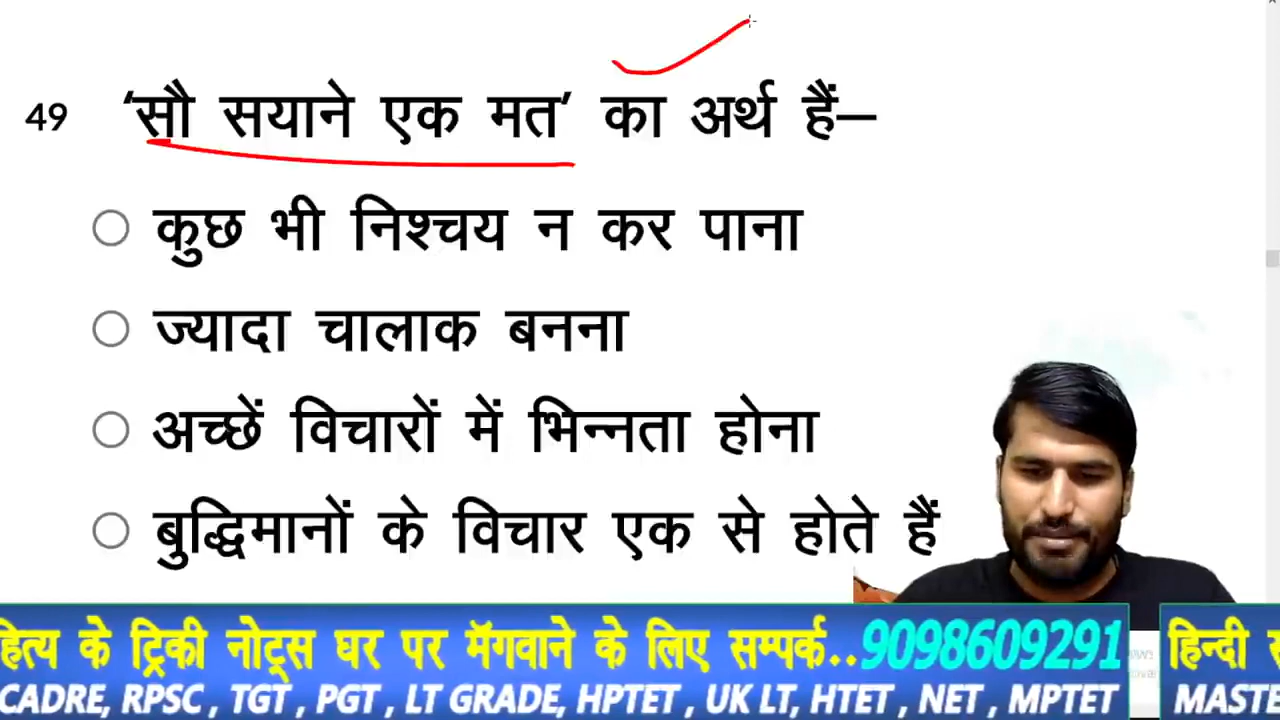 49 ‘सौ सयाने एक मत’ का अर्थ हैं–
कुछ भी निश्चय न कर पाना
ज्यादा चालाक बनना
अच्छें विचारों में भिन्नता होना
बुद्धिमानों के विचार एक से होते हैं
हित्य के ट्रिकी नोट्स घर पर मॅगवाने के लिए सम्पर्क..9098609291 हिन्दी
CADRE, RPSC , TGT , PGT , LT GRADE, HPTET , UK LT, HTET , NET , MPTET MASTE